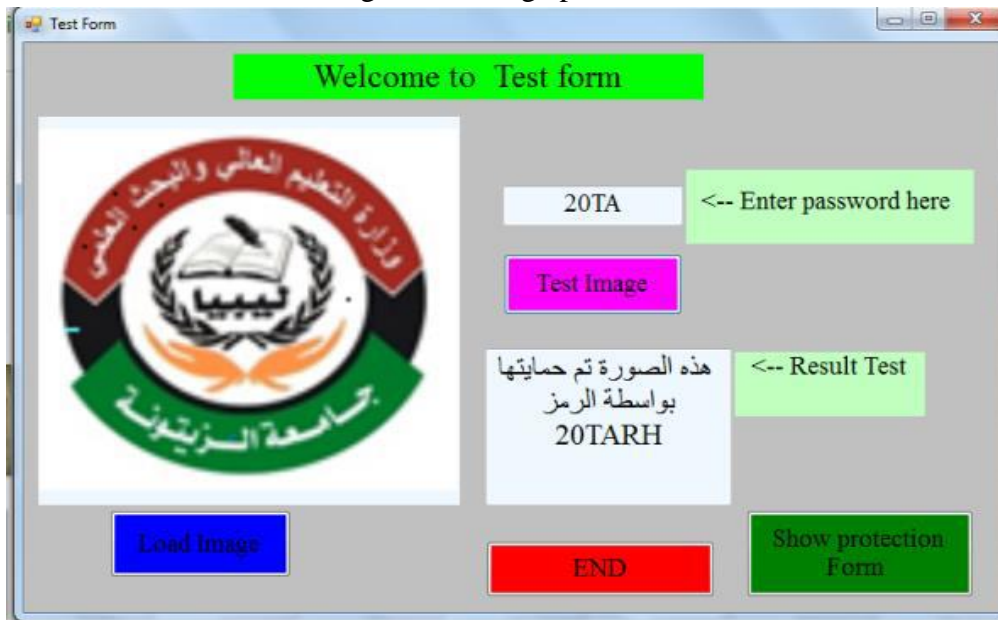 Test Form
Welcome to Test form
وزارة التعليم العالي والبحث العلمي
ليبيا
جامعة الزيتونة
20TA
<-- Enter password here
Test Image
هذه الصورة تم حمايتها
بواسطة الرمز
20TARH
<-- Result Test
Load Image
END
Show protection
Form